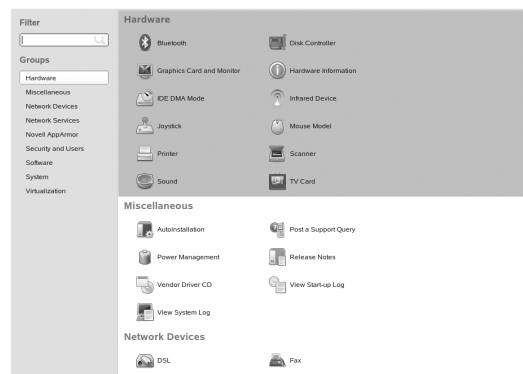 Filter
Groups
Hardware
Miscellaneous
Network Devices
Network Services
Novell AppArmor
Security and Users
Software
System
Virtualization
Hardware
Bluetooth
Disk Controller
Graphics Card and Monitor
Hardware Information
IDE DMA Mode
Infrared Device
Joystick
Mouse Model
Printer
Scanner
Sound
TV Card
Miscellaneous
Autoinstallation
Post a Support Query
Power Management
Release Notes
Vendor Driver CD
View Start-up Log
View System Log
Network Devices
DSL
Fax